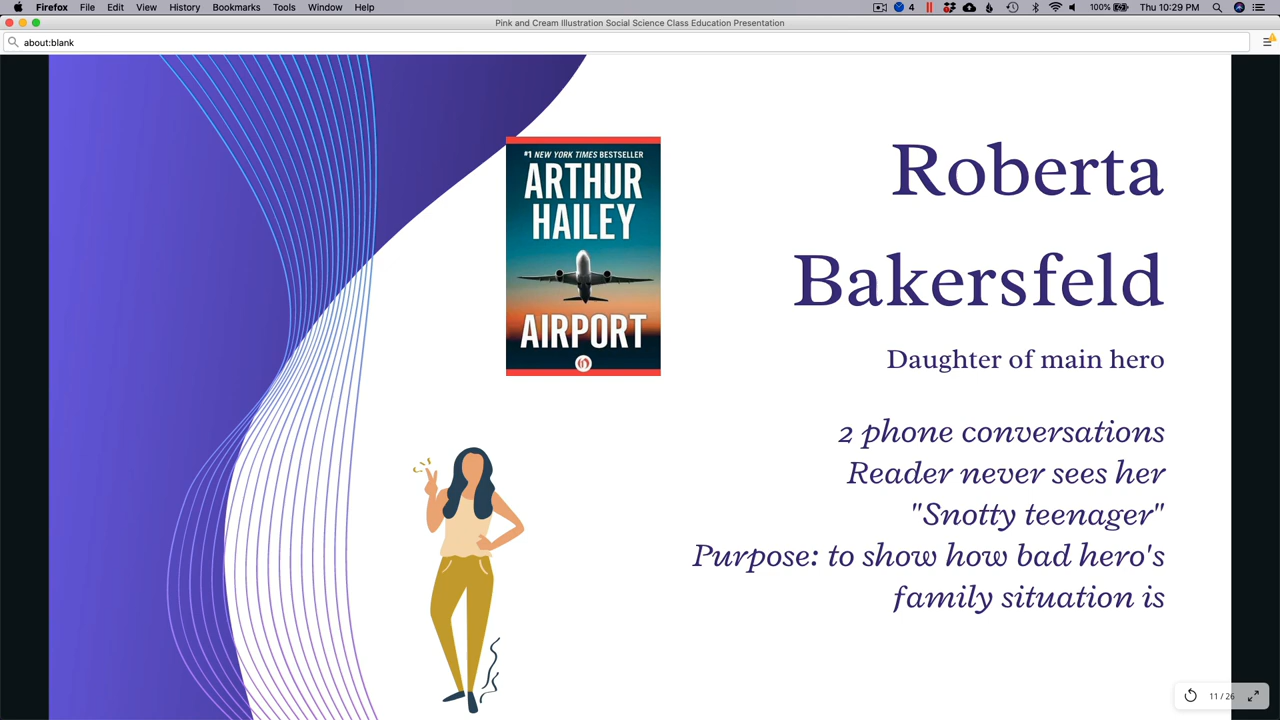 Firefox File Edit View History Bookmarks Tools Window Help 4 100% Thu 10:29 PM
Pink and Cream Illustration Social Science Class Education Presentation
about:blank
#1 NEW YORK TIMES BESTSELLER
ARTHUR
HAILEY
AIRPORT
Roberta
Bakersfeld
Daughter of main hero
2 phone conversations
Reader never sees her
"Snotty teenager"
Purpose: to show how bad hero's
family situation is
11 / 26